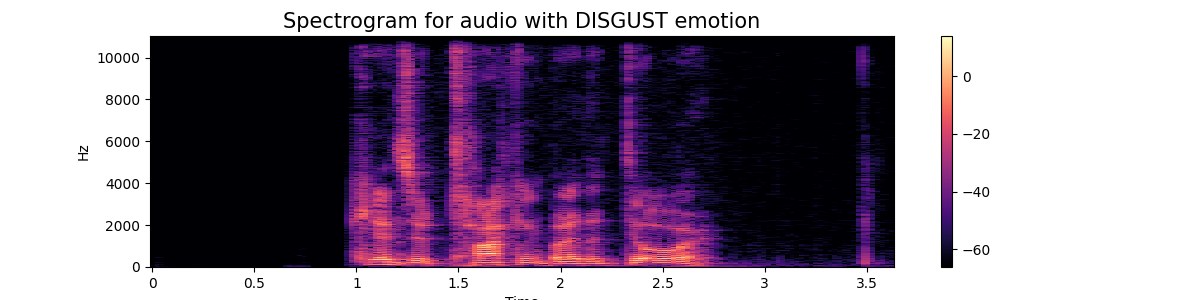 Spectrogram for audio with DISGUST emotion
10000
8000
6000
4000
2000
0
Hz
0 0.5 1 1.5 2 2.5 3 3.5
Time
0
−20
−40
−60